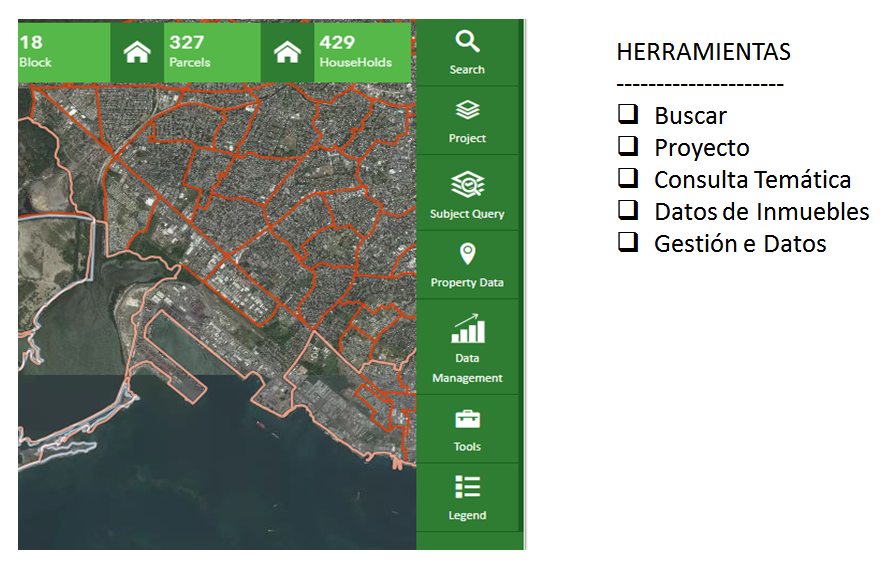 18
Block
327
Parcels
429
HouseHolds
Search
Project
Subject Query
Property Data
Data
Management
Tools
Legend
HERRAMIENTAS
---------------------
Buscar
Proyecto
Consulta Temática
Datos de Inmuebles
Gestión e Datos